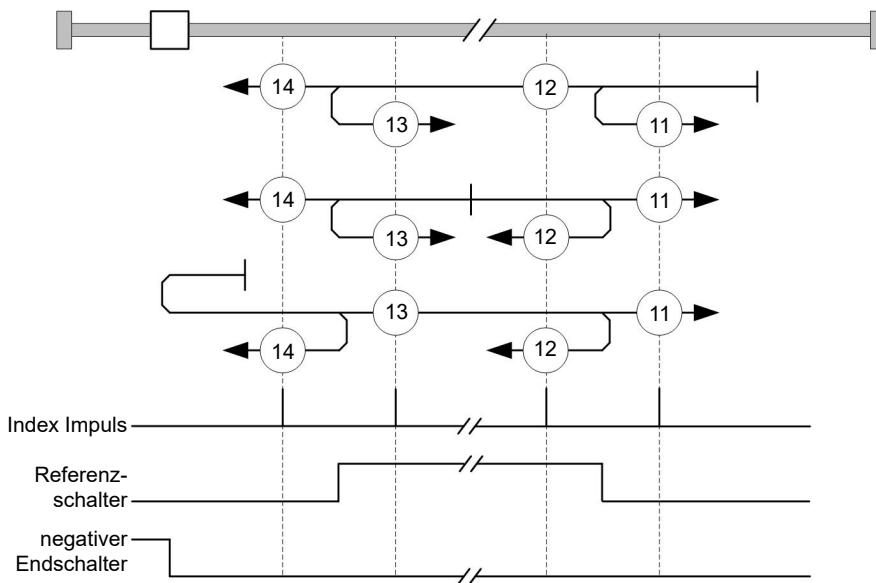 14
12
13
11
14
11
13
12
13
11
14
12
Index Impuls
Referenz-
schalter
negativer
Endschalter